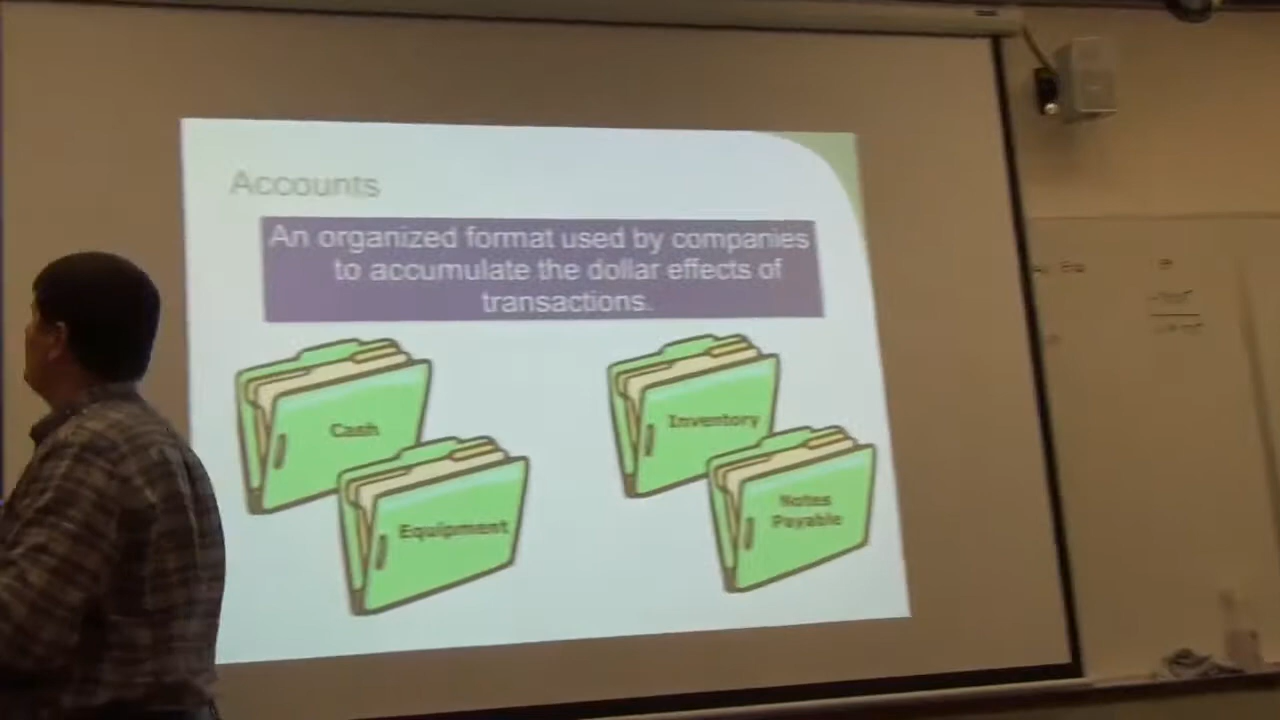 Accounts
An organized format used by companies
to accumulate the dollar effects of
transactions.
Cash
Equipment
Inventory
Notes
Payable